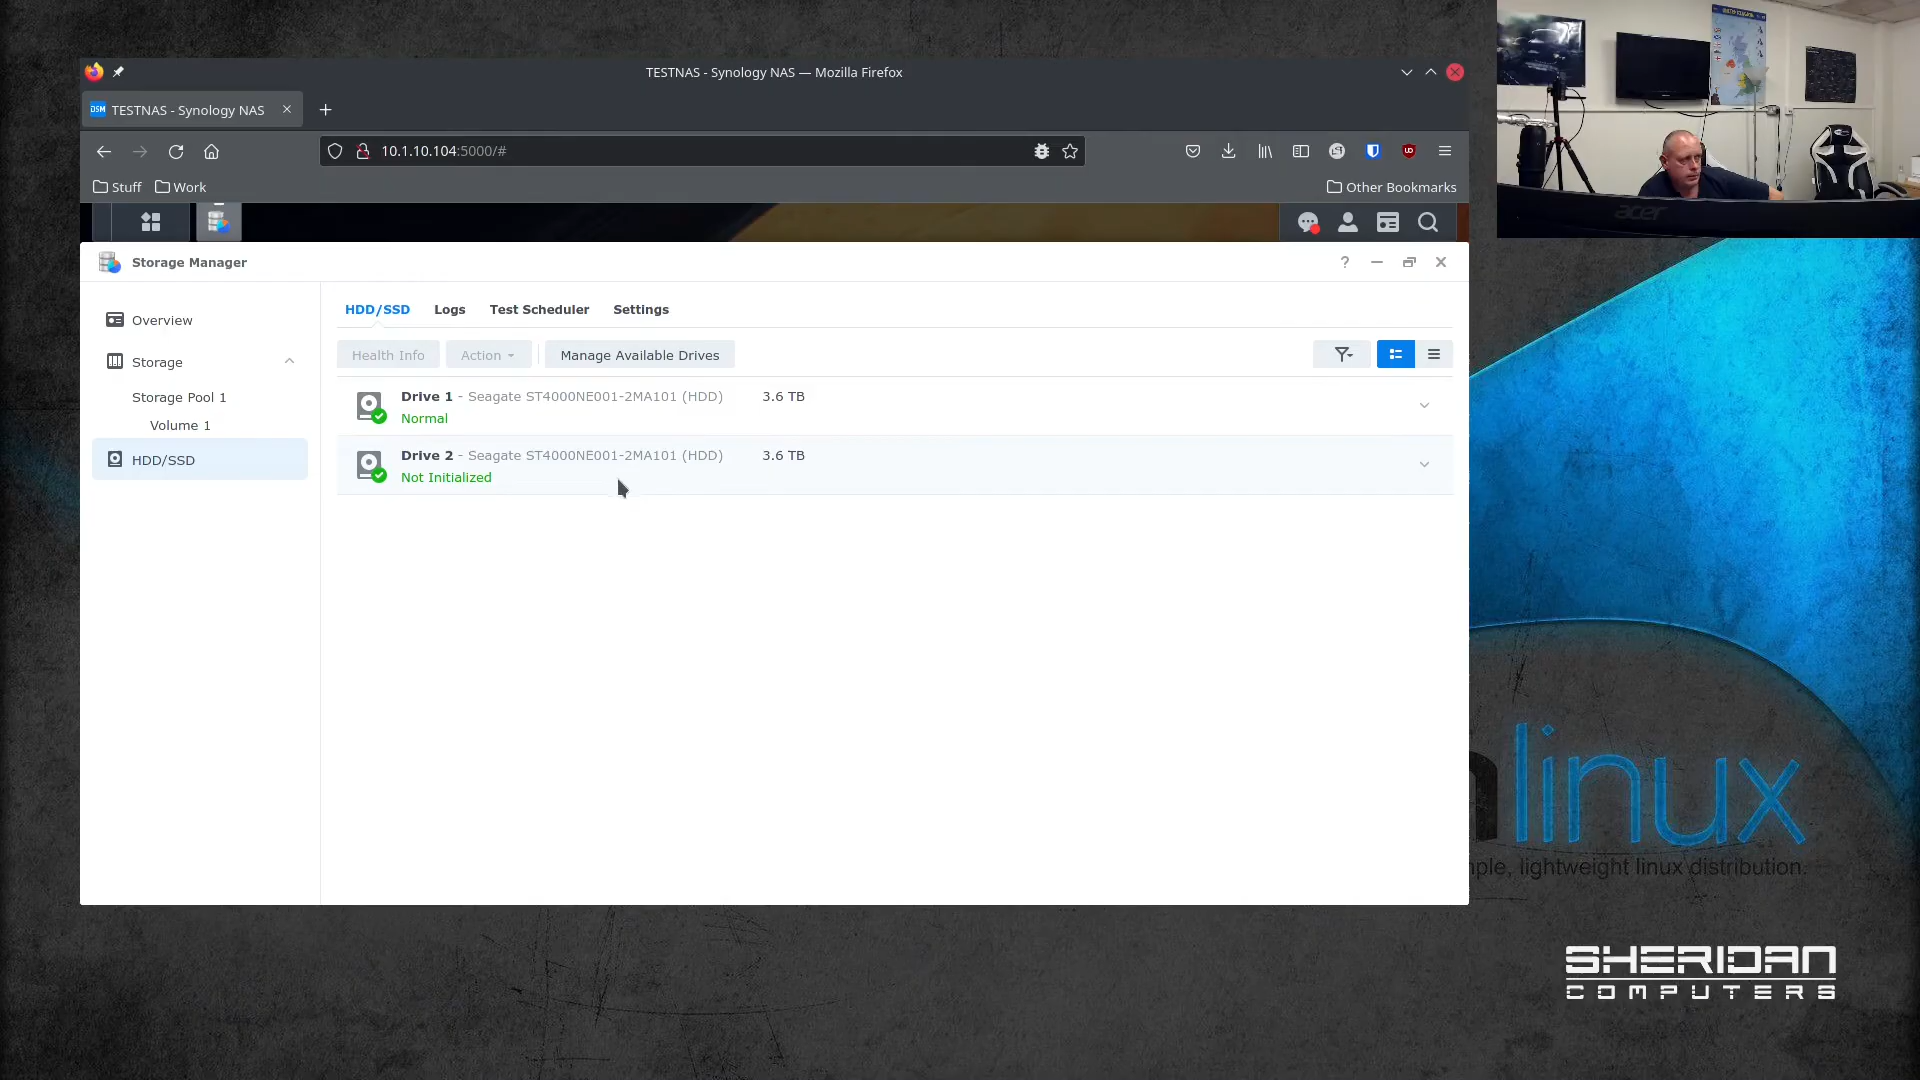 TESTNAS - Synology NAS — Mozilla Firefox
DSM TESTNAS - Synology NAS
10.1.10.104:5000/#
Stuff Work Other Bookmarks
Storage Manager
Overview
Storage
Storage Pool 1
Volume 1
HDD/SSD
HDD/SSD Logs Test Scheduler Settings
Health Info Action Manage Available Drives
Drive 1 - Seagate ST4000NE001-2MA101 (HDD) 3.6 TB
Normal
Drive 2 - Seagate ST4000NE001-2MA101 (HDD) 3.6 TB
Not Initialized
acer
linux
lightweight linux distribution.
SHERIDAN
COMPUTERS